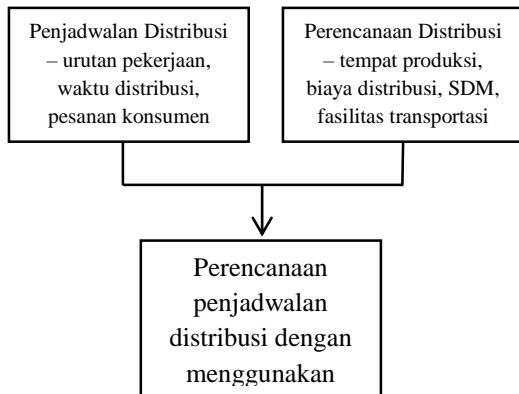 Penjadwalan Distribusi
– urutan pekerjaan,
waktu distribusi,
pesanan konsumen
Perencanaan Distribusi
– tempat produksi,
biaya distribusi, SDM,
fasilitas transportasi
Perencanaan
penjadwalan
distribusi dengan
menggunakan